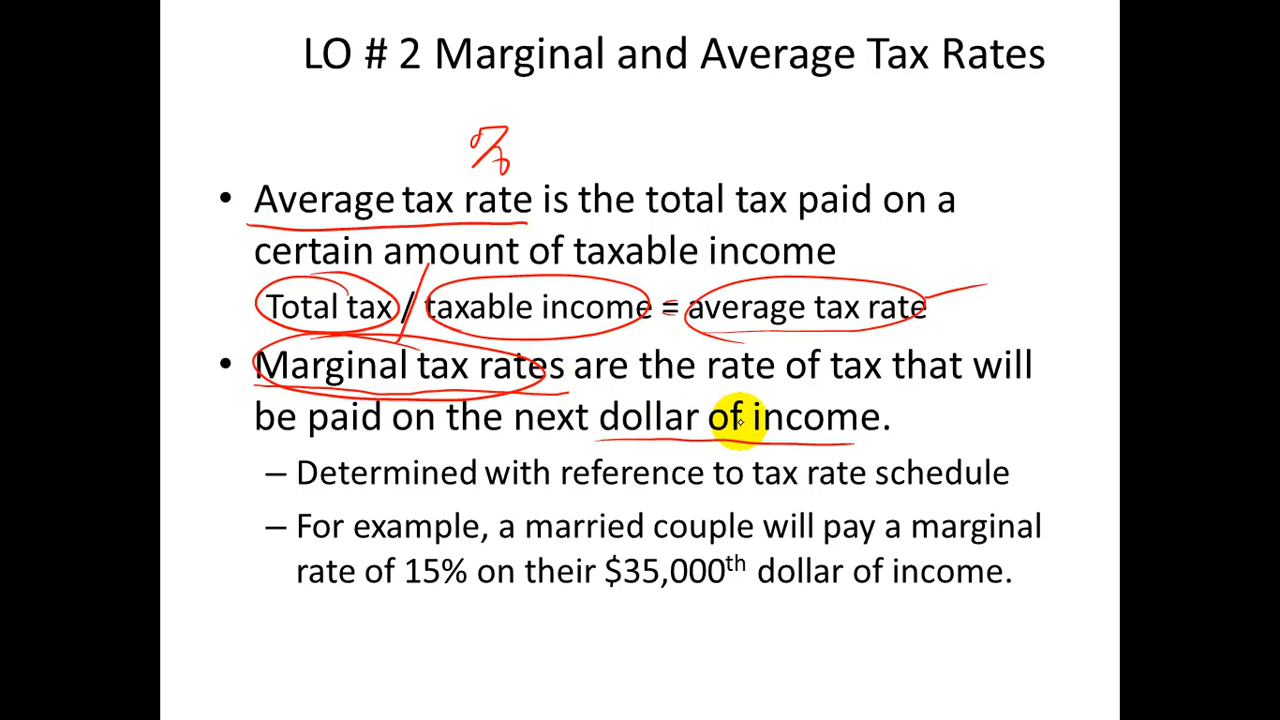 LO # 2 Marginal and Average Tax Rates
%
• Average tax rate is the total tax paid on a
certain amount of taxable income
Total tax / taxable income = average tax rate
• Marginal tax rates are the rate of tax that will
be paid on the next dollar of income.
– Determined with reference to tax rate schedule
– For example, a married couple will pay a marginal
rate of 15% on their $35,000th dollar of income.